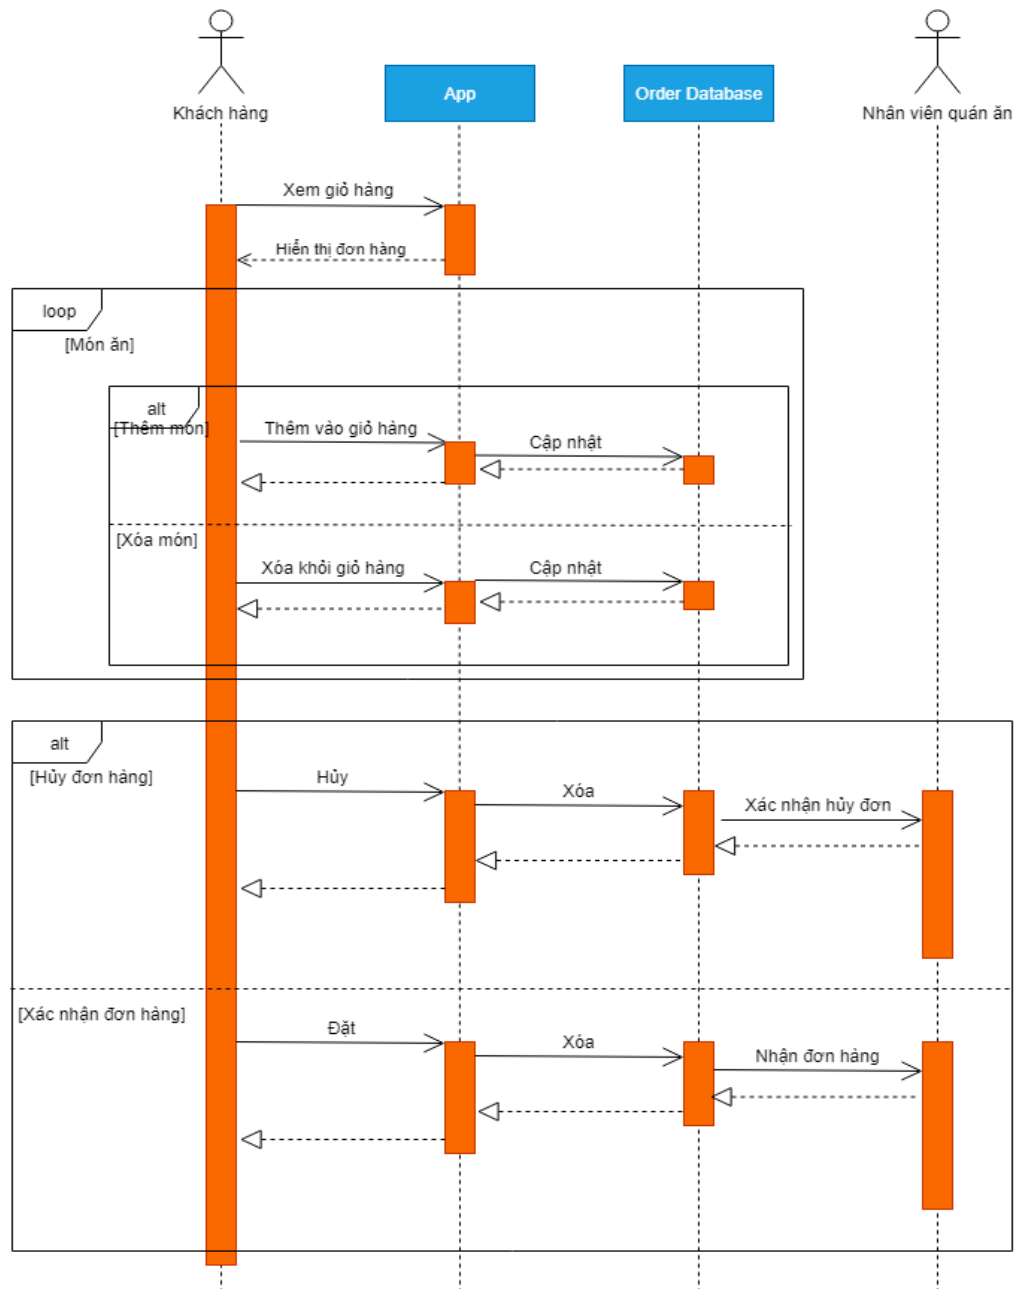 Khách hàng
App
Order Database
Nhân viên quán ăn
Xem giỏ hàng
Hiển thị đơn hàng
loop
[Món ăn]
alt
[Thêm món]
Thêm vào giỏ hàng
Cập nhật
[Xóa món]
Xóa khỏi giỏ hàng
Cập nhật
alt
[Hủy đơn hàng]
Hủy
Xóa
Xác nhận hủy đơn
[Xác nhận đơn hàng]
Đặt
Xóa
Nhận đơn hàng